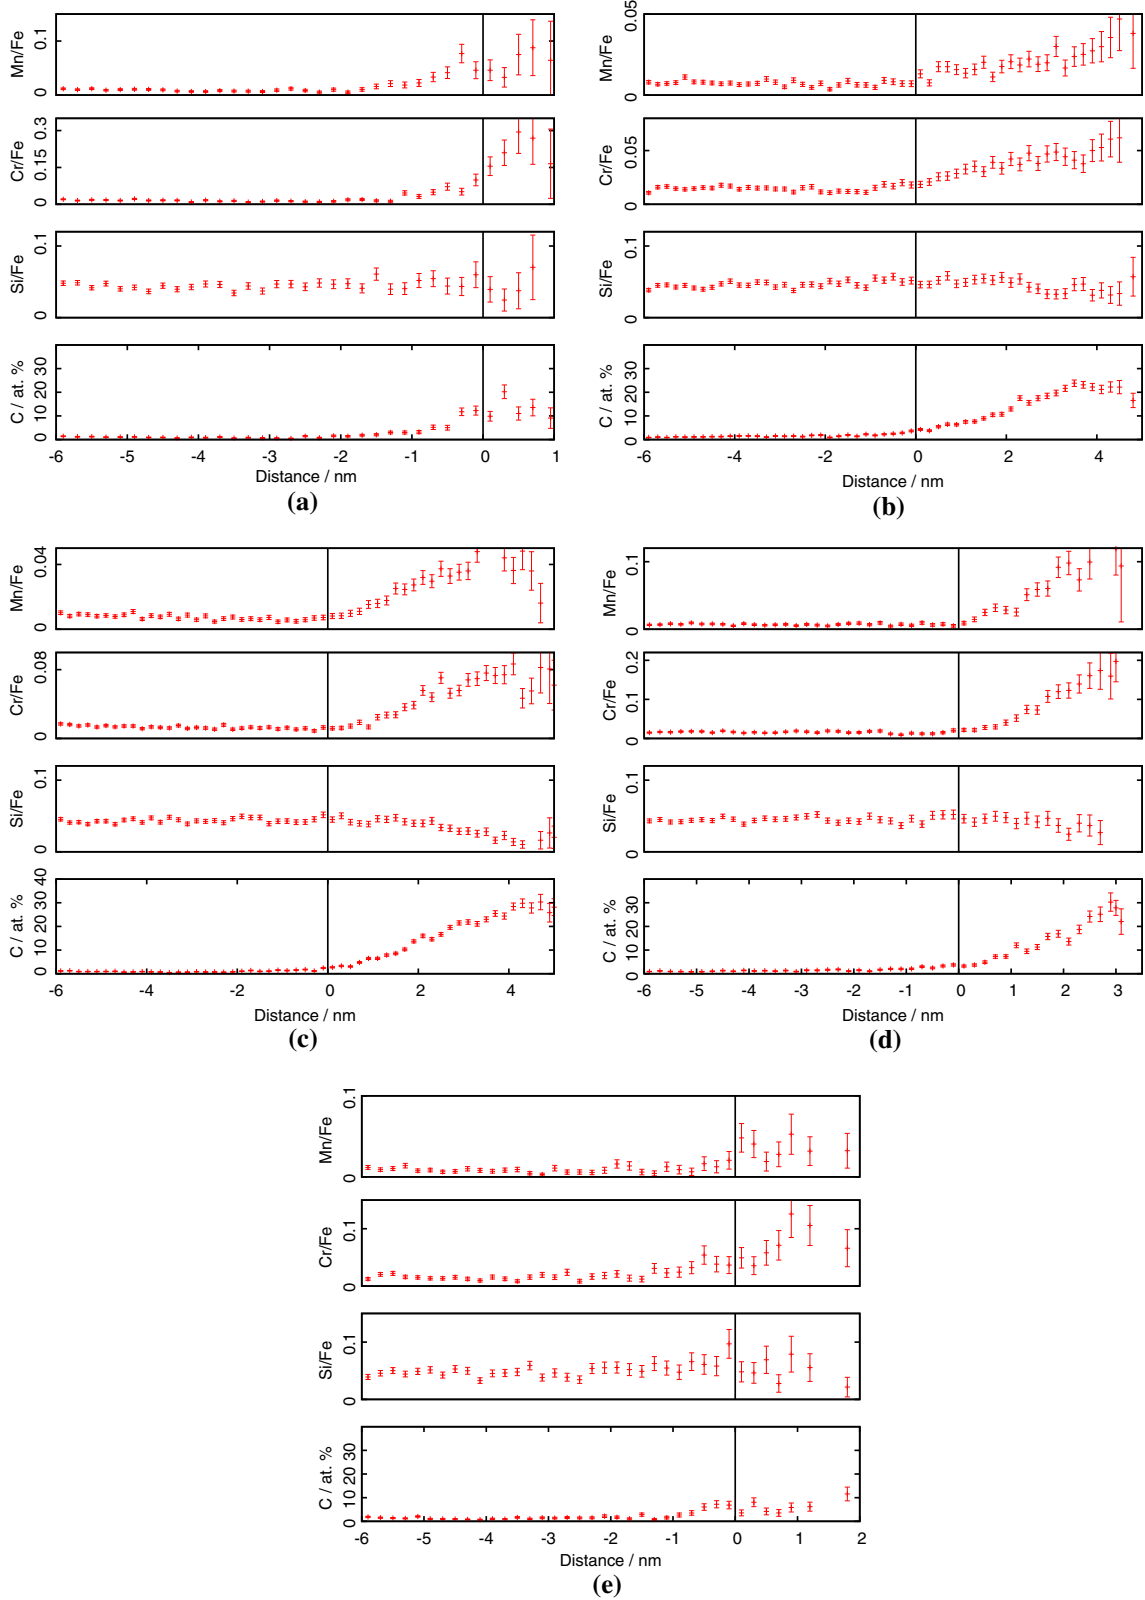 Mn/Fe
0.1
0
Cr/Fe
0.3
0.15
0
Si/Fe
0.1
0
C / at. %
30
20
10
0
-6 -5 -4 -3 -2 -1 0 1
Distance / nm
(a)
Mn/Fe
0.05
0
Cr/Fe
0.05
0
Si/Fe
0.1
0
C / at. %
30
20
10
0
-6 -4 -2 0 2 4
Distance / nm
(b)
Mn/Fe
0.04
0
Cr/Fe
0.08
0
Si/Fe
0.1
0
C / at. %
40
30
20
10
0
-6 -4 -2 0 2 4
Distance / nm
(c)
Mn/Fe
0.1
0
Cr/Fe
0.2
0.1
0
Si/Fe
0.1
0
C / at. %
30
20
10
0
-6 -5 -4 -3 -2 -1 0 1 2 3
Distance / nm
(d)
Mn/Fe
0.1
0
Cr/Fe
0.1
0
Si/Fe
0.1
0
C / at. %
30
20
10
0
-6 -5 -4 -3 -2 -1 0 1 2
Distance / nm
(e)